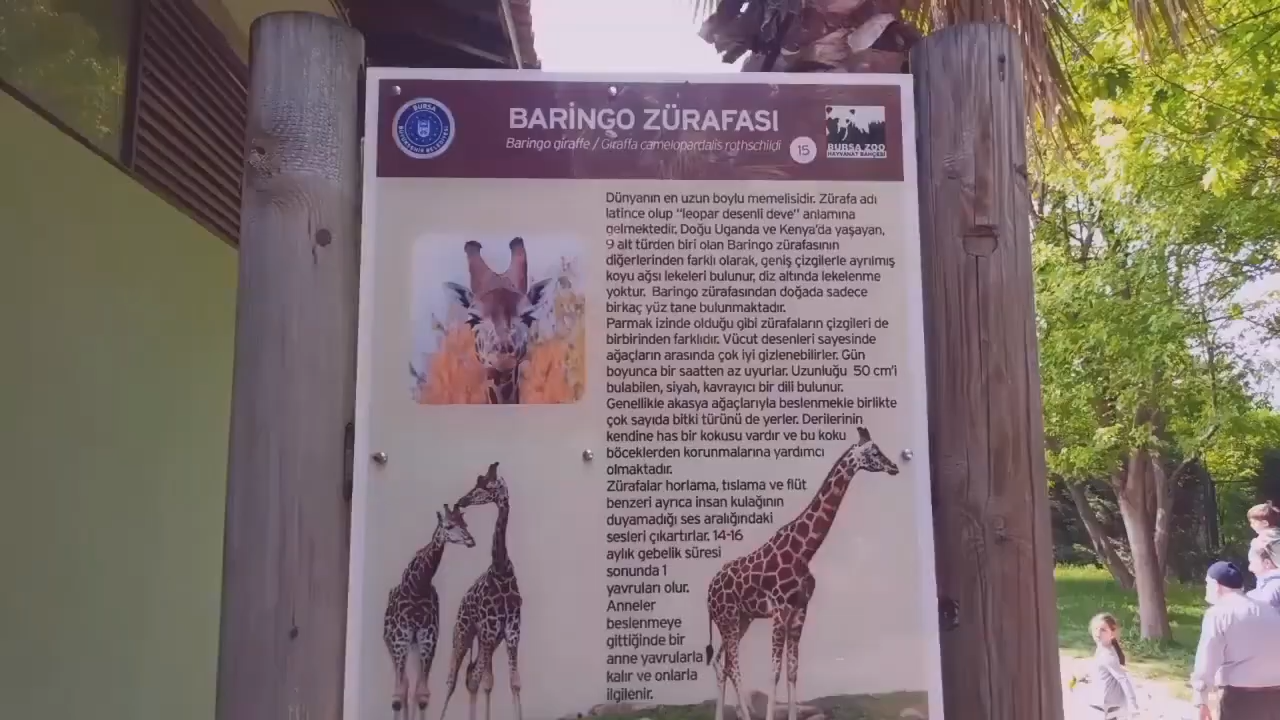 BURSA
BÜYÜKŞEHİR BELEDİYESİ
BARİNGO ZÜRAFASI
Baringo giraffe / Giraffa camelopardalis rothschildi
15
BURSA ZOO
HAYVANAT BAHÇESİ
Dünyanın en uzun boylu memelisidir. Zürafa adı
latince olup “leopar desenli deve” anlamına
gelmektedir. Doğu Uganda ve Kenya’da yaşayan,
9 alt türden biri olan Baringo zürafasının
diğerlerinden farklı olarak, geniş çizgilerle ayrılmış
koyu ağsı lekeleri bulunur, diz altında lekelenme
yoktur. Baringo zürafasından doğada sadece
birkaç yüz tane bulunmaktadır.
Parmak izinde olduğu gibi zürafaların çizgileri de
birbirinden farklıdır. Vücut desenleri sayesinde
ağaçların arasında çok iyi gizlenebilirler. Gün
boyunca bir saatten az uyurlar. Uzunluğu 50 cm’i
bulabilen, siyah, kavrayıcı bir dili bulunur.
Genellikle akasya ağaçlarıyla beslenmekle birlikte
çok sayıda bitki türünü de yerler. Derilerinin
kendine has bir kokusu vardır ve bu koku
böceklerden korunmalarına yardımcı
olmaktadır.
Zürafalar horlama, tıslama ve flüt
benzeri ayrıca insan kulağının
duyamadığı ses aralığındaki
sesleri çıkartırlar. 14-16
aylık gebelik süresi
sonunda 1
yavruları olur.
Anneler
beslenmeye
gittiğinde bir
anne yavrularla
kalır ve onlarla
ilgilenir.